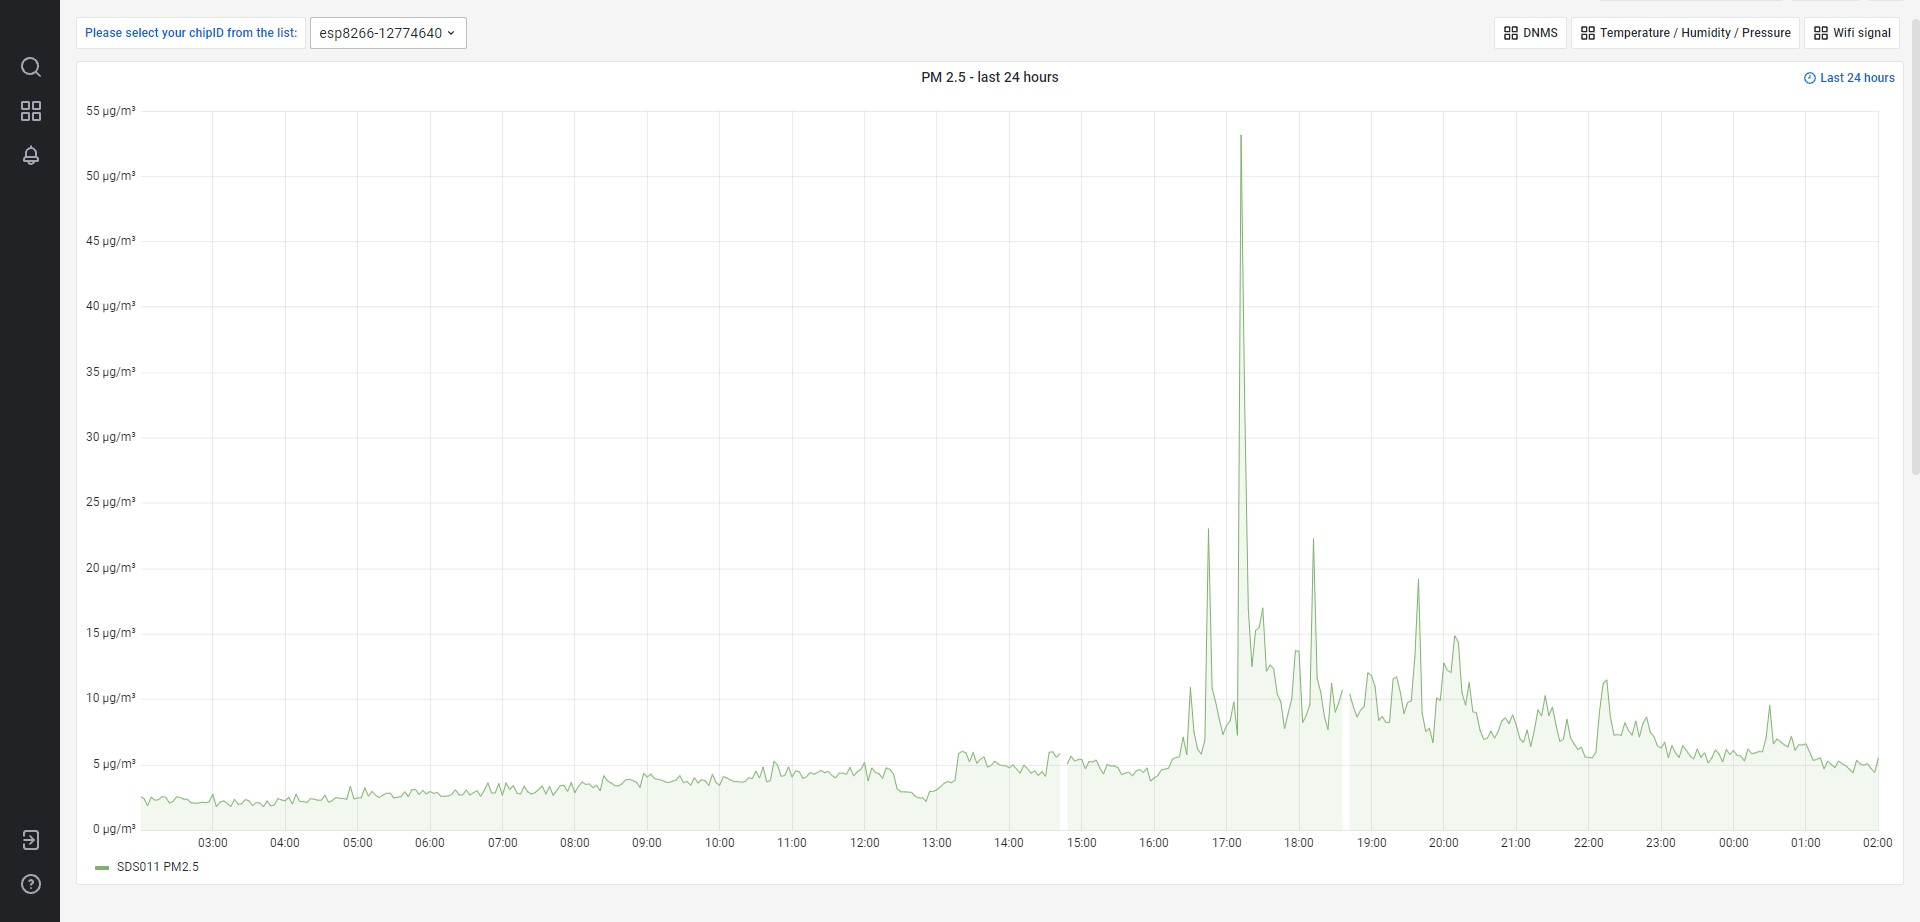 Please select your chipID from the list: esp8266-12774640 DNMS Temperature / Humidity / Pressure Wifi signal
PM 2.5 - last 24 hours Last 24 hours
55 µg/m³
50 µg/m³
45 µg/m³
40 µg/m³
35 µg/m³
30 µg/m³
25 µg/m³
20 µg/m³
15 µg/m³
10 µg/m³
5 µg/m³
0 µg/m³
03:00 04:00 05:00 06:00 07:00 08:00 09:00 10:00 11:00 12:00 13:00 14:00 15:00 16:00 17:00 18:00 19:00 20:00 21:00 22:00 23:00 00:00 01:00 02:00
SDS011 PM2.5